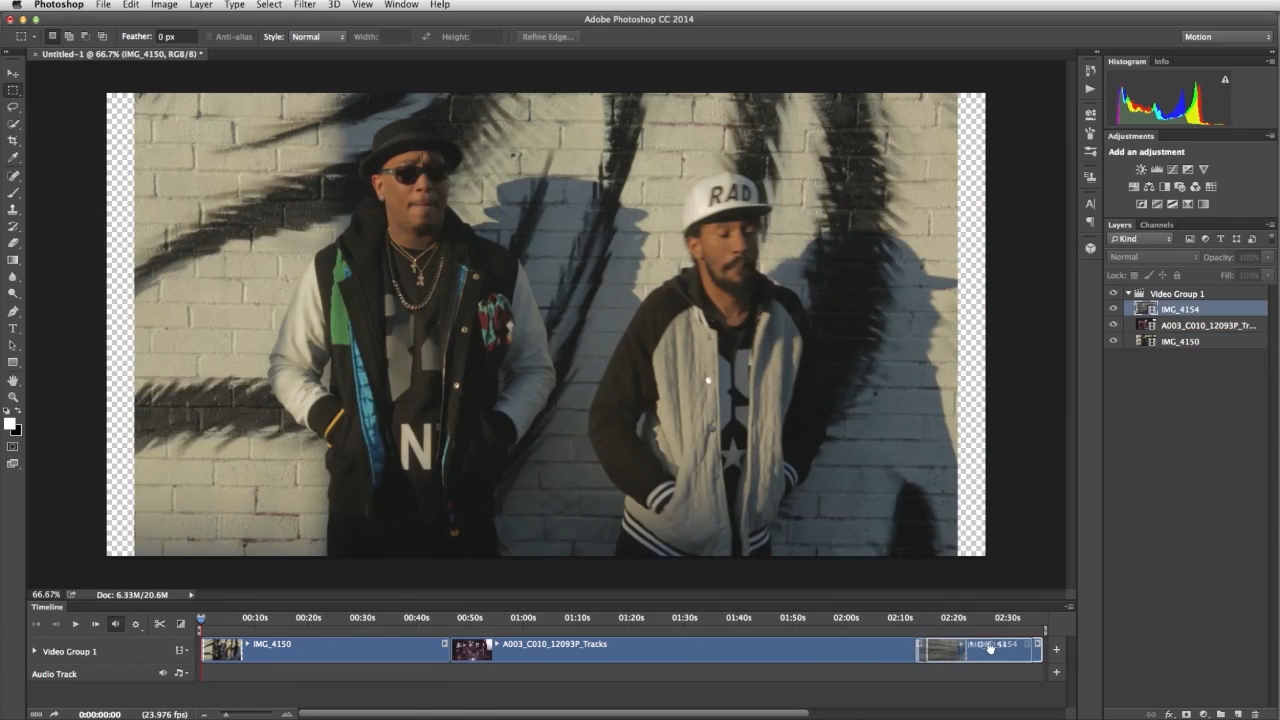 Photoshop File Edit Image Layer Type Select Filter 3D View Window Help
Adobe Photoshop CC 2014
Feather: 0 px Anti-alias Style: Normal Width: Height: Refine Edge... Motion
× Untitled-1 @ 66.7% (IMG_4150, RGB/8) *
Histogram Info
Adjustments
Add an adjustment
RAD
Layers Channels
Kind
Normal Opacity: 100%
Lock: Fill: 100%
Video Group 1
IMG_4154
A003_C010_12093P_Tr...
IMG_4150
N
66.67% Doc: 6.33M/20.6M
Timeline
00:10s 00:20s 00:30s 00:40s 00:50s 01:00s 01:10s 01:20s 01:30s 01:40s 01:50s 02:00s 02:10s 02:20s 02:30s
Video Group 1 IMG_4150 A003_C010_12093P_Tracks
Audio Track
0:00:00:00 (23.976 fps)